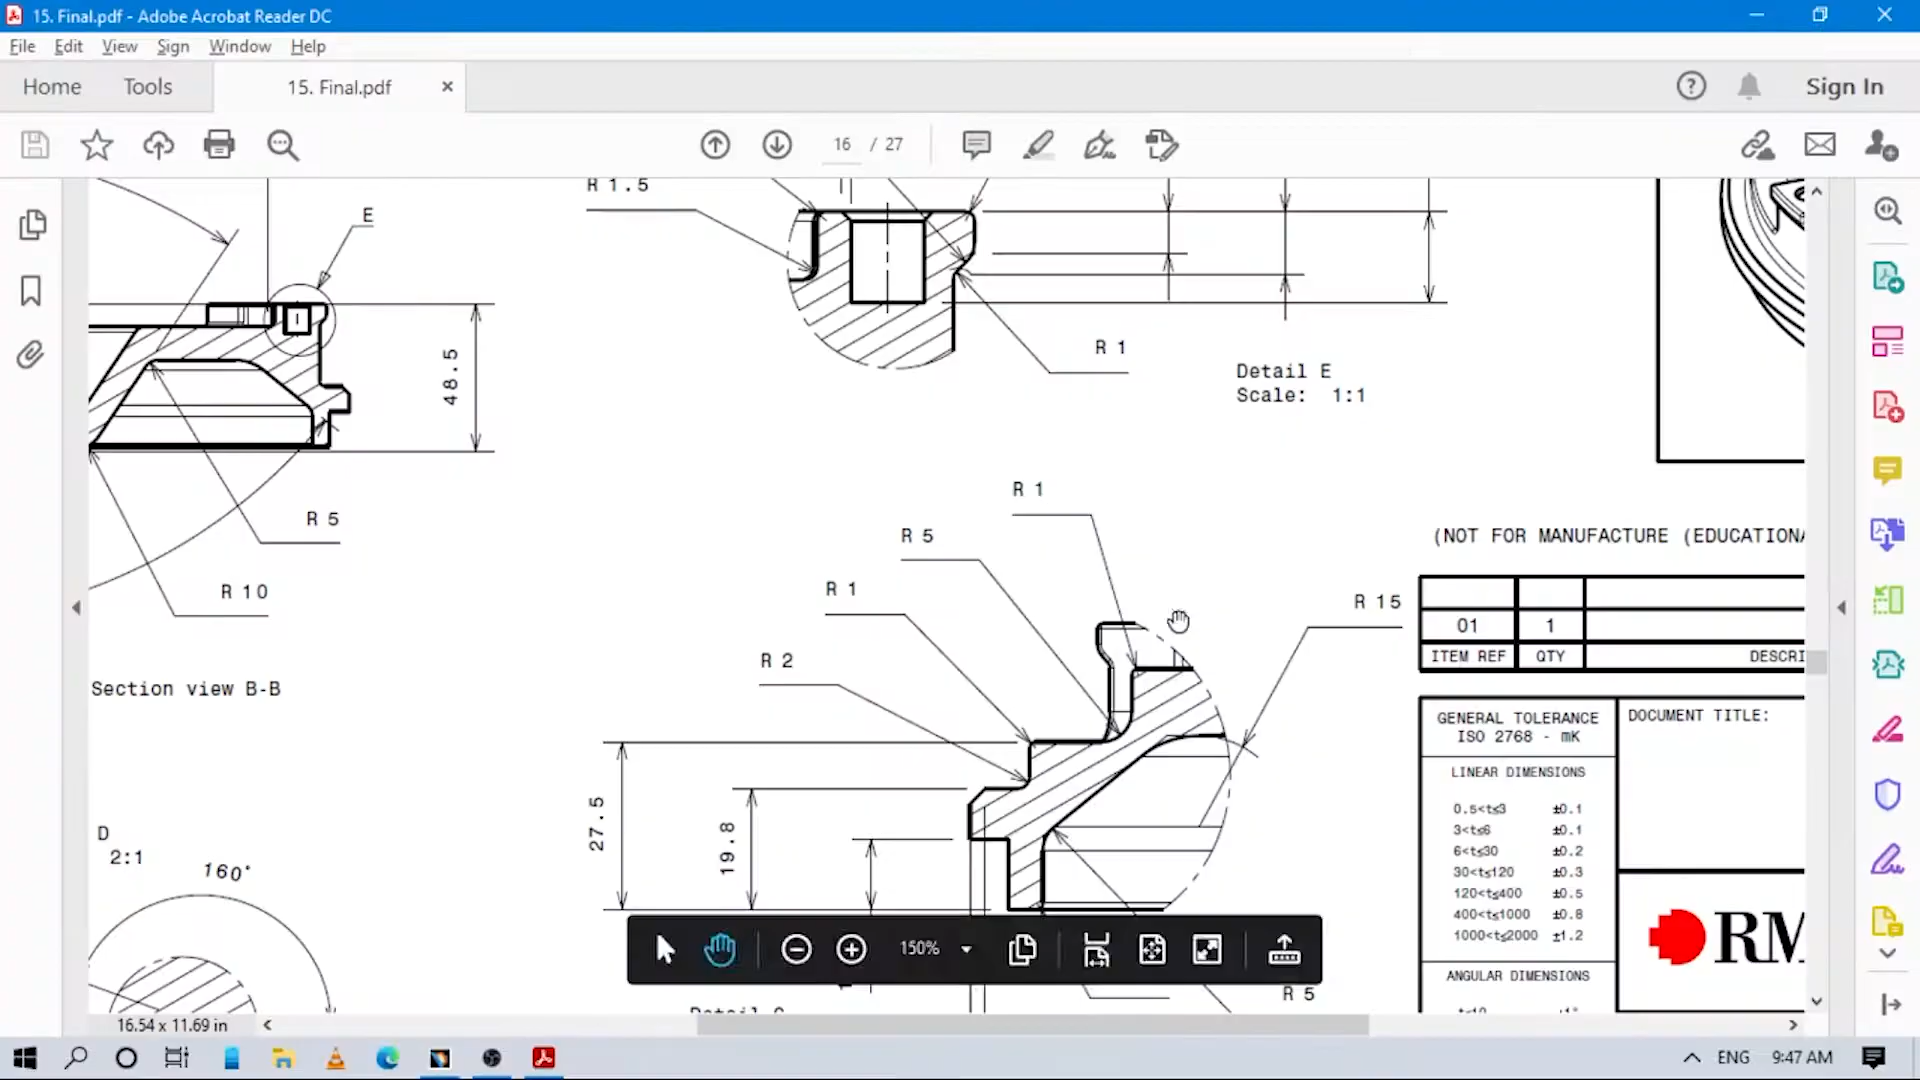 15. Final.pdf - Adobe Acrobat Reader DC
File Edit View Sign Window Help
Home Tools 15. Final.pdf × Sign In
16 / 27
R 1.5
E
48.5
R 1
Detail E
Scale: 1:1
R 5
R 10
Section view B-B
R 1
R 5
R 1
R 2
R 15
27.5
19.8
D
2:1
160°
R 5
(NOT FOR MANUFACTURE (EDUCATIONA
01 1
ITEM REF QTY DESCRI
GENERAL TOLERANCE
ISO 2768 - mK
DOCUMENT TITLE:
LINEAR DIMENSIONS
0.5<t≤3 ±0.1
3<t≤6 ±0.1
6<t≤30 ±0.2
30<t≤120 ±0.3
120<t≤400 ±0.5
400<t≤1000 ±0.8
1000<t≤2000 ±1.2
ANGULAR DIMENSIONS
RM
150%
16.54 x 11.69 in
ENG 9:47 AM